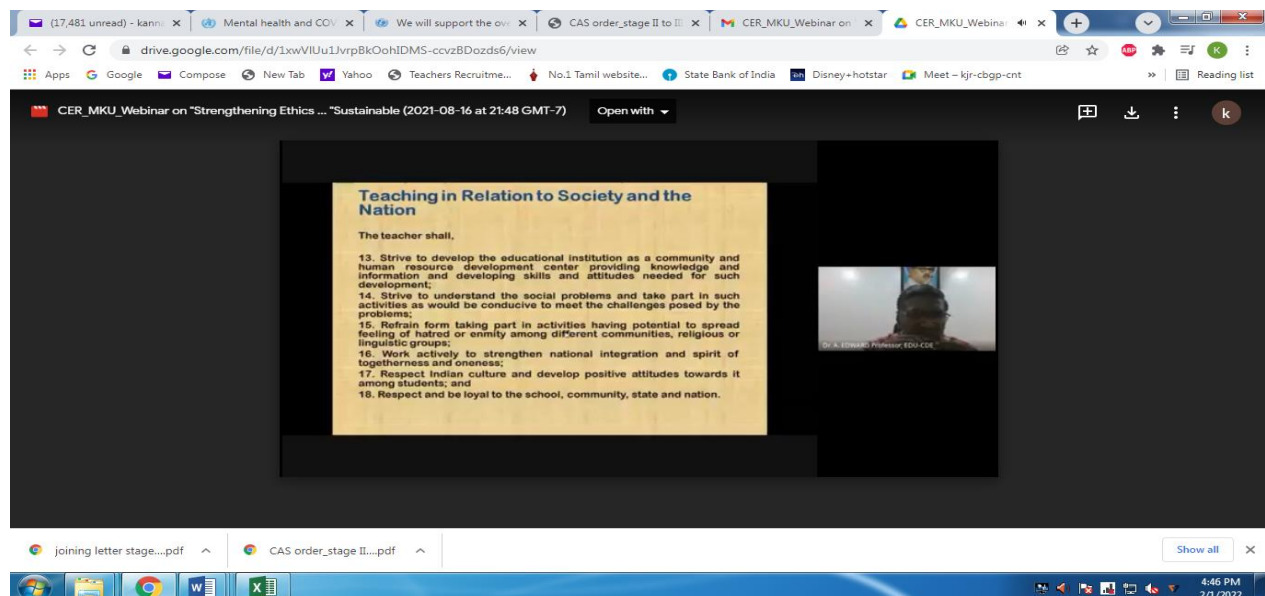 (17,481 unread) - kann
Mental health and COV
We will support the ove
CAS order_stage II to III
CER_MKU_Webinar on
CER_MKU_Webinar
drive.google.com/file/d/1xwVlUu1JvrpBkOohIDMS-ccvzBDozds6/view
Apps Google Compose New Tab Yahoo Teachers Recruitme... No.1 Tamil website... State Bank of India Disney+hotstar Meet – kjr-cbgp-cnt » Reading list
CER_MKU_Webinar on "Strengthening Ethics ... "Sustainable (2021-08-16 at 21:48 GMT-7) Open with
k
Teaching in Relation to Society and the
Nation
The teacher shall,
13. Strive to develop the educational institution as a community and
human resource development center providing knowledge and
information and developing skills and attitudes needed for such
development;
14. Strive to understand the social problems and take part in such
activities as would be conducive to meet the challenges posed by the
problems;
15. Refrain form taking part in activities having potential to spread
feeling of hatred or enmity among different communities, religious or
linguistic groups;
16. Work actively to strengthen national integration and spirit of
togetherness and oneness;
17. Respect Indian culture and develop positive attitudes towards it
among students; and
18. Respect and be loyal to the school, community, state and nation.
Dr. A. EDWARD Professor, EDU-CDE
joining letter stage....pdf
CAS order_stage II....pdf
Show all
4:46 PM
2/1/2022